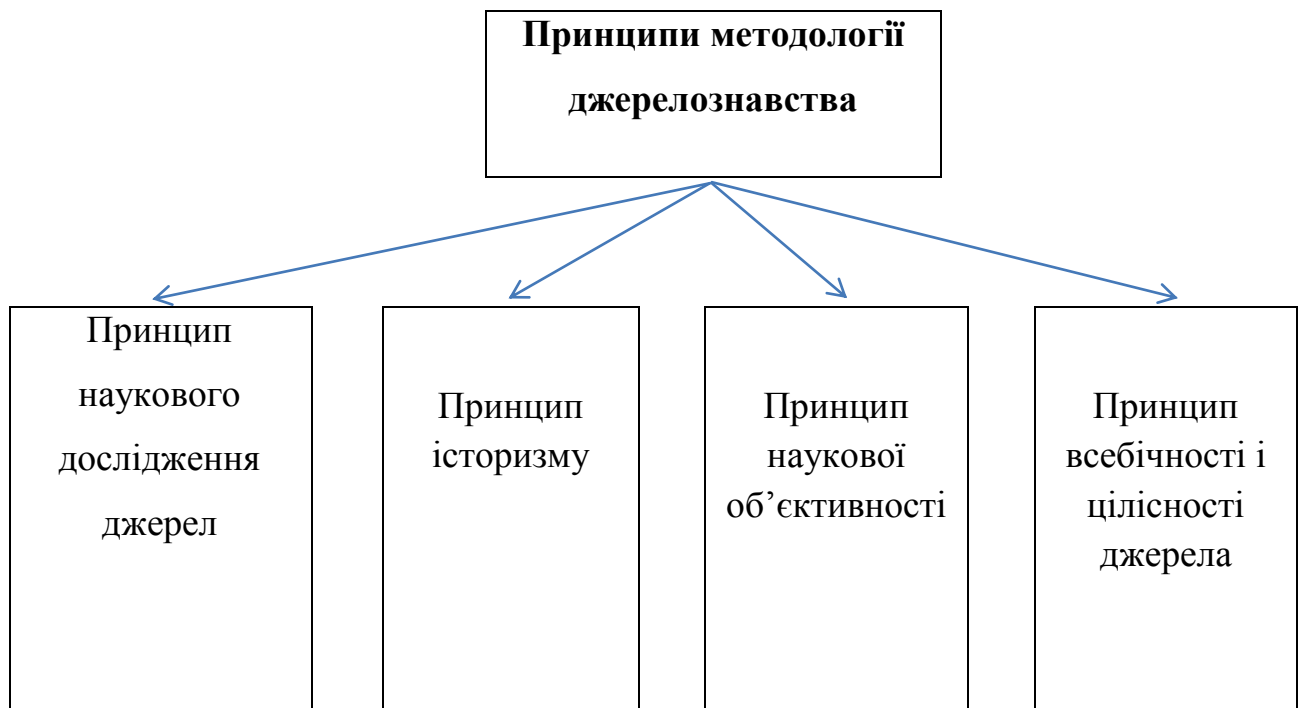 Принципи методології
джерелознавства
Принцип
наукового
дослідження
джерел
Принцип
історизму
Принцип
наукової
об’єктивності
Принцип
всебічності і
цілісності
джерела